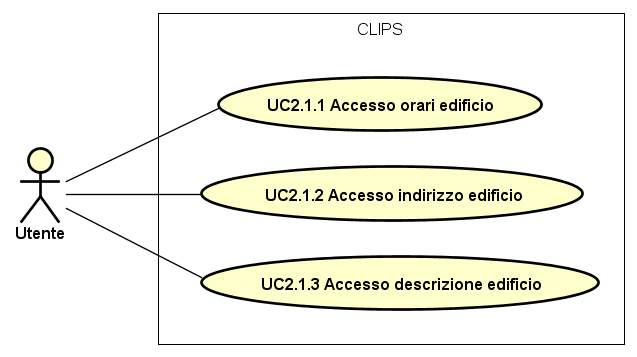 CLIPS
UC2.1.1 Accesso orari edificio
UC2.1.2 Accesso indirizzo edificio
Utente
UC2.1.3 Accesso descrizione edificio